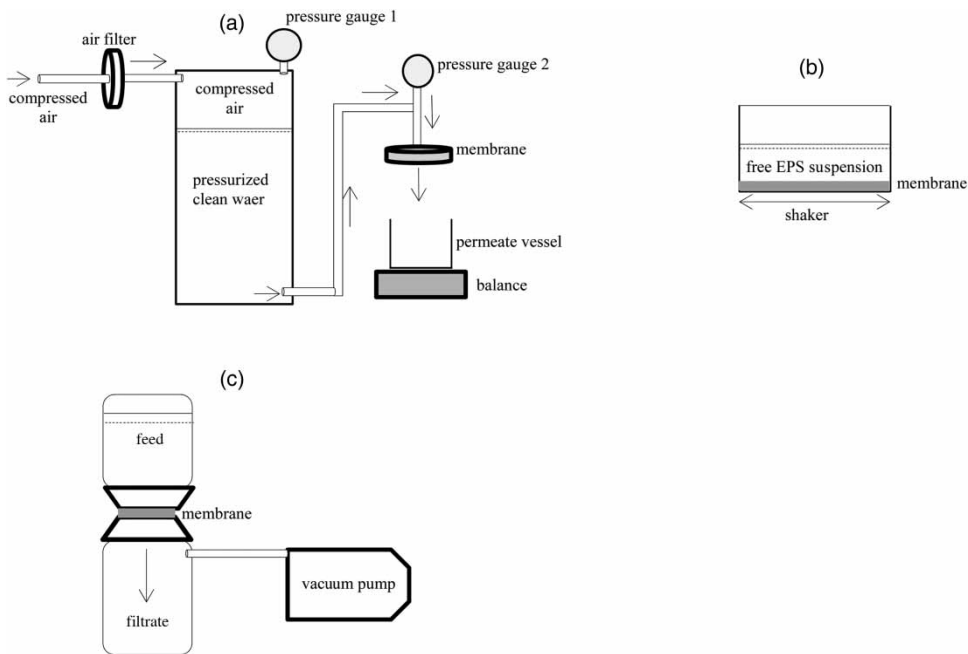 (a)
pressure gauge 1
air filter
compressed
air
compressed
air
pressure gauge 2
membrane
pressurized
clean waer
permeate vessel
balance
(b)
free EPS suspension
membrane
shaker
(c)
feed
membrane
vacuum pump
filtrate